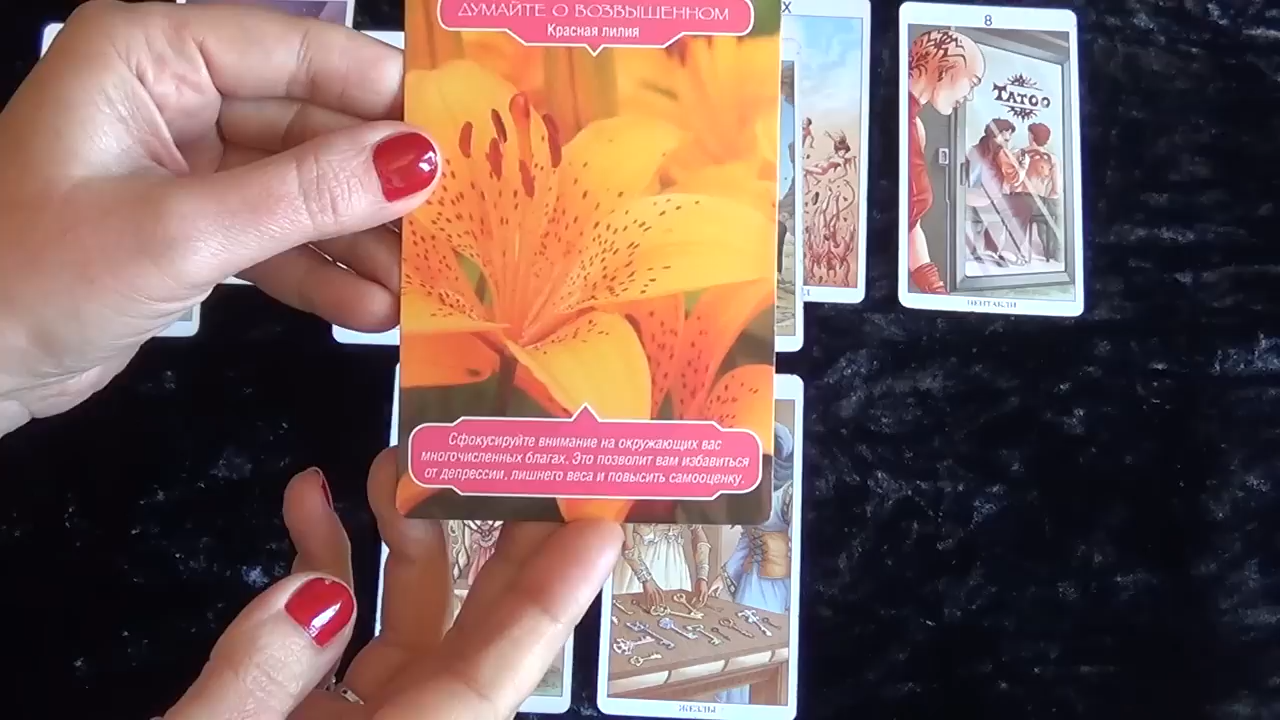 ДУМАЙТЕ О ВОЗВЫШЕННОМ
Красная лилия
Сфокусируйте внимание на окружающих вас
многочисленных благах. Это позволит вам избавиться
от депрессии, лишнего веса и повысить самооценку.
X
8
TATOO
ПЕНТАКЛИ
ЖЕЗЛЫ